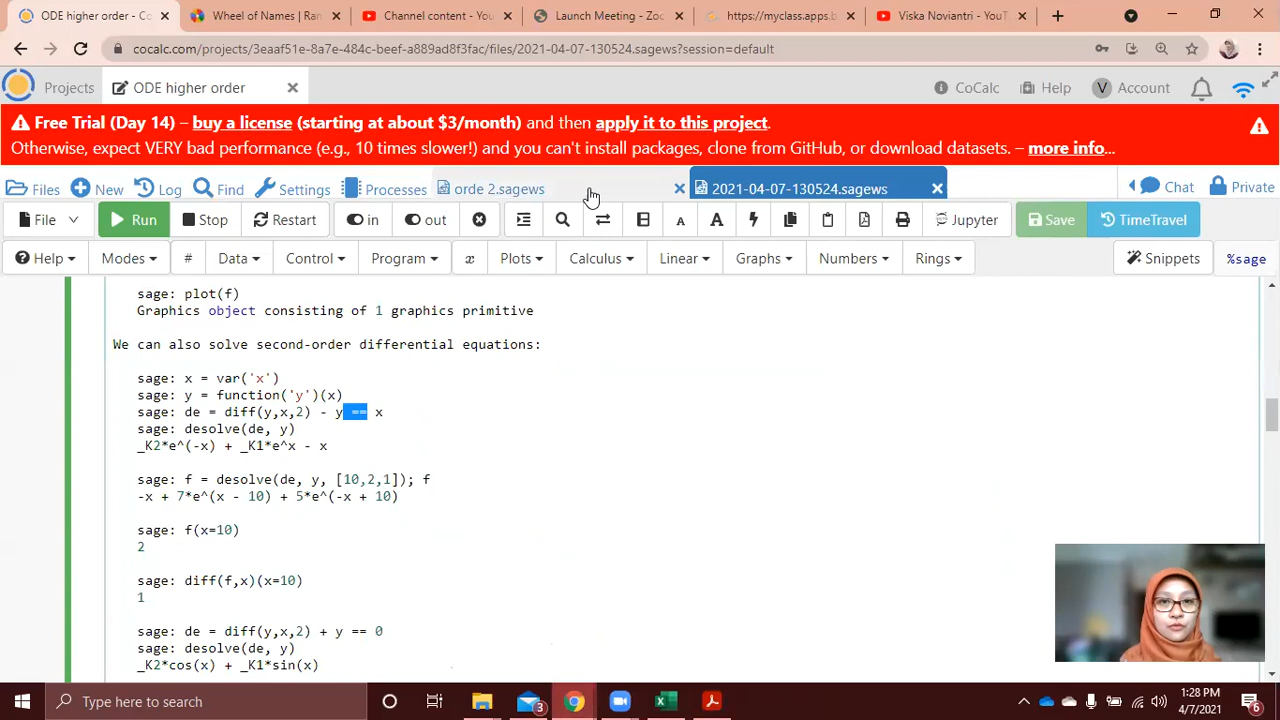 ODE higher order - Co
Wheel of Names | Ran
Channel content - You
Launch Meeting - Zoo
https://myclass.apps.b
Viska Noviantri - YouT
cocalc.com/projects/3eaaf51e-8a7e-484c-beef-a889ad8f3fac/files/2021-04-07-130524.sagews?session=default
Projects ODE higher order CoCalc Help V Account
Free Trial (Day 14) – buy a license (starting at about $3/month) and then apply it to this project.
Otherwise, expect VERY bad performance (e.g., 10 times slower!) and you can't install packages, clone from GitHub, or download datasets. – more info...
Files New Log Find Settings Processes orde 2.sagews 2021-04-07-130524.sagews Chat Private
File Run Stop Restart in out A A Jupyter Save TimeTravel
Help Modes # Data Control Program x Plots Calculus Linear Graphs Numbers Rings Snippets %sage
sage: plot(f)
Graphics object consisting of 1 graphics primitive
We can also solve second-order differential equations:
sage: x = var('x')
sage: y = function('y')(x)
sage: de = diff(y,x,2) - y == x
sage: desolve(de, y)
_K2*e^(-x) + _K1*e^x - x
sage: f = desolve(de, y, [10,2,1]); f
-x + 7*e^(x - 10) + 5*e^(-x + 10)
sage: f(x=10)
2
sage: diff(f,x)(x=10)
1
sage: de = diff(y,x,2) + y == 0
sage: desolve(de, y)
_K2*cos(x) + _K1*sin(x)
Type here to search
3
1:28 PM
4/7/2021
6